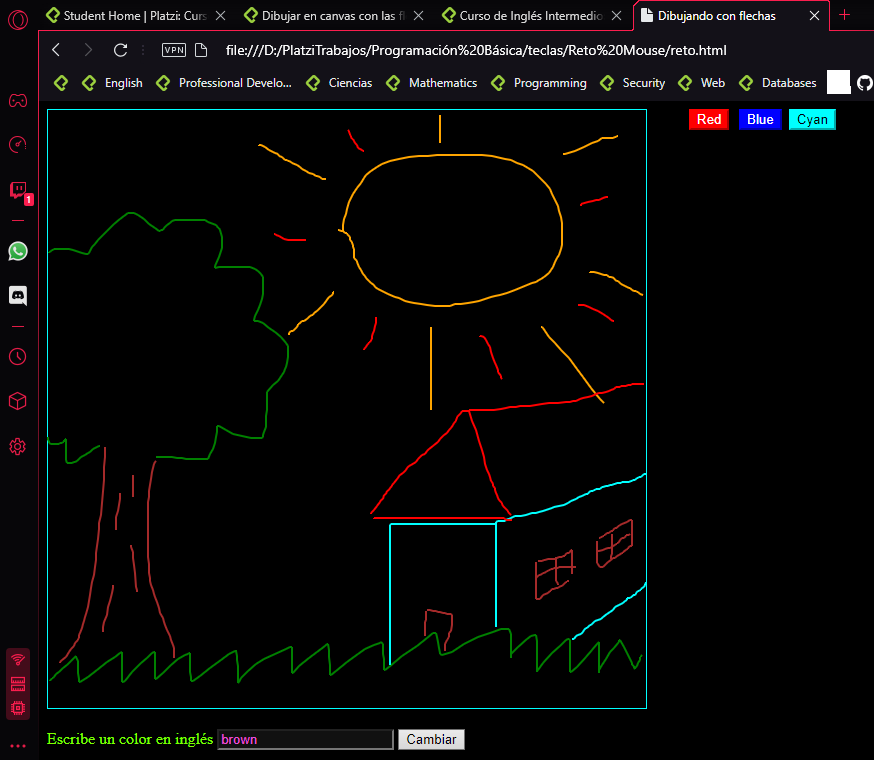 Student Home | Platzi: Curs
Dibujar en canvas con las f
Curso de Inglés Intermedio
Dibujando con flechas
VPN
file:///D:/PlatziTrabajos/Programación%20Básica/teclas/Reto%20Mouse/reto.html
English
Professional Develo...
Ciencias
Mathematics
Programming
Security
Web
Databases
Red
Blue
Cyan
1
Escribe un color en inglés
brown
Cambiar